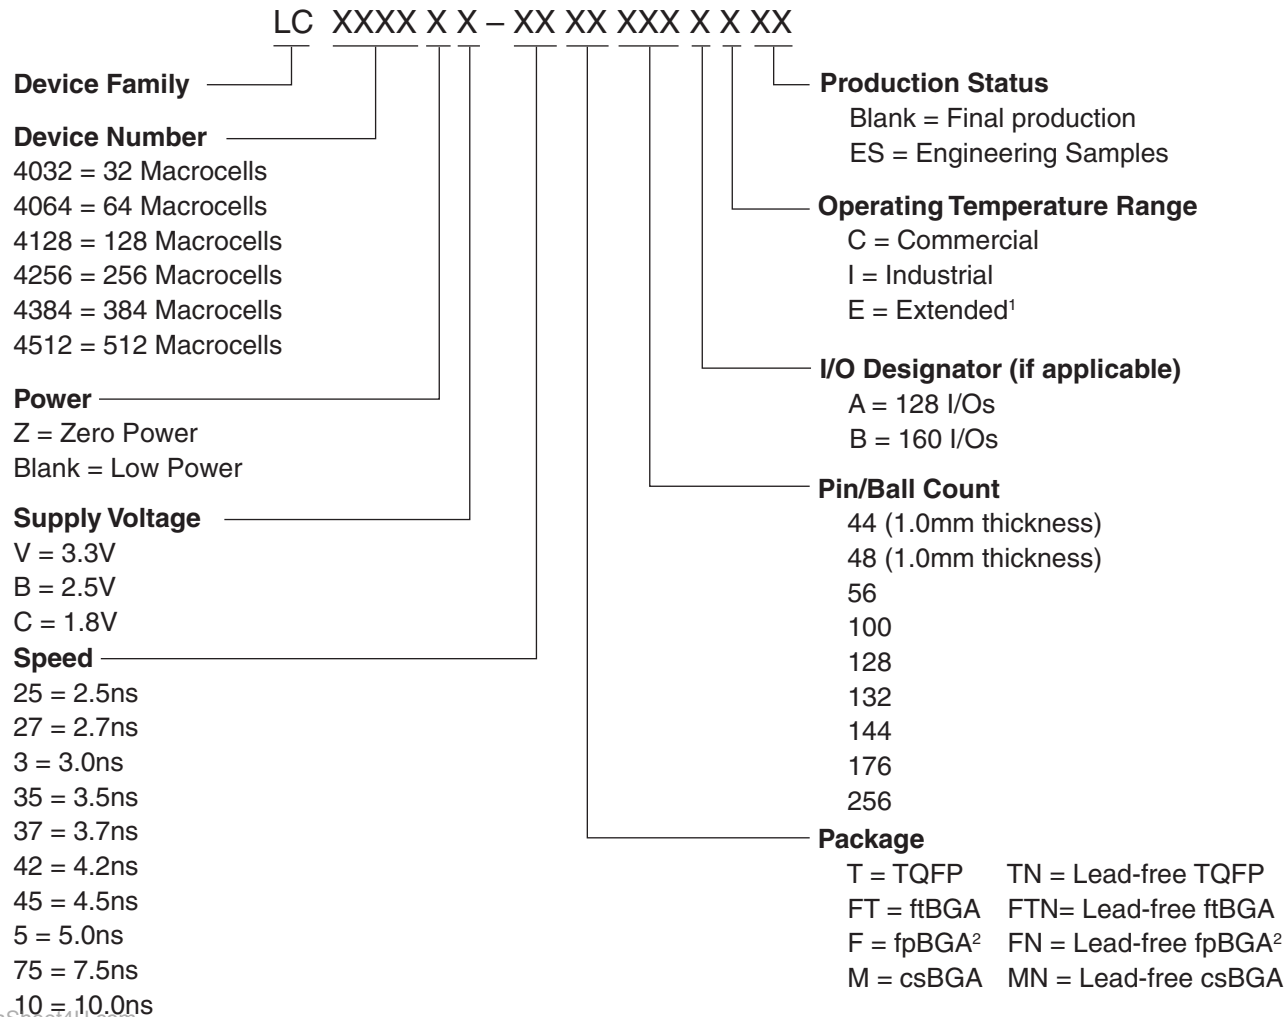 LC XXXX X X – XX XX XXX X X XX
Device Family
Device Number
4032 = 32 Macrocells
4064 = 64 Macrocells
4128 = 128 Macrocells
4256 = 256 Macrocells
4384 = 384 Macrocells
4512 = 512 Macrocells
Power
Z = Zero Power
Blank = Low Power
Supply Voltage
V = 3.3V
B = 2.5V
C = 1.8V
Speed
25 = 2.5ns
27 = 2.7ns
3 = 3.0ns
35 = 3.5ns
37 = 3.7ns
42 = 4.2ns
45 = 4.5ns
5 = 5.0ns
75 = 7.5ns
10 = 10.0ns
Production Status
Blank = Final production
ES = Engineering Samples
Operating Temperature Range
C = Commercial
I = Industrial
E = Extended¹
I/O Designator (if applicable)
A = 128 I/Os
B = 160 I/Os
Pin/Ball Count
44 (1.0mm thickness)
48 (1.0mm thickness)
56
100
128
132
144
176
256
Package
T = TQFP TN = Lead-free TQFP
FT = ftBGA FTN= Lead-free ftBGA
F = fpBGA² FN = Lead-free fpBGA²
M = csBGA MN = Lead-free csBGA